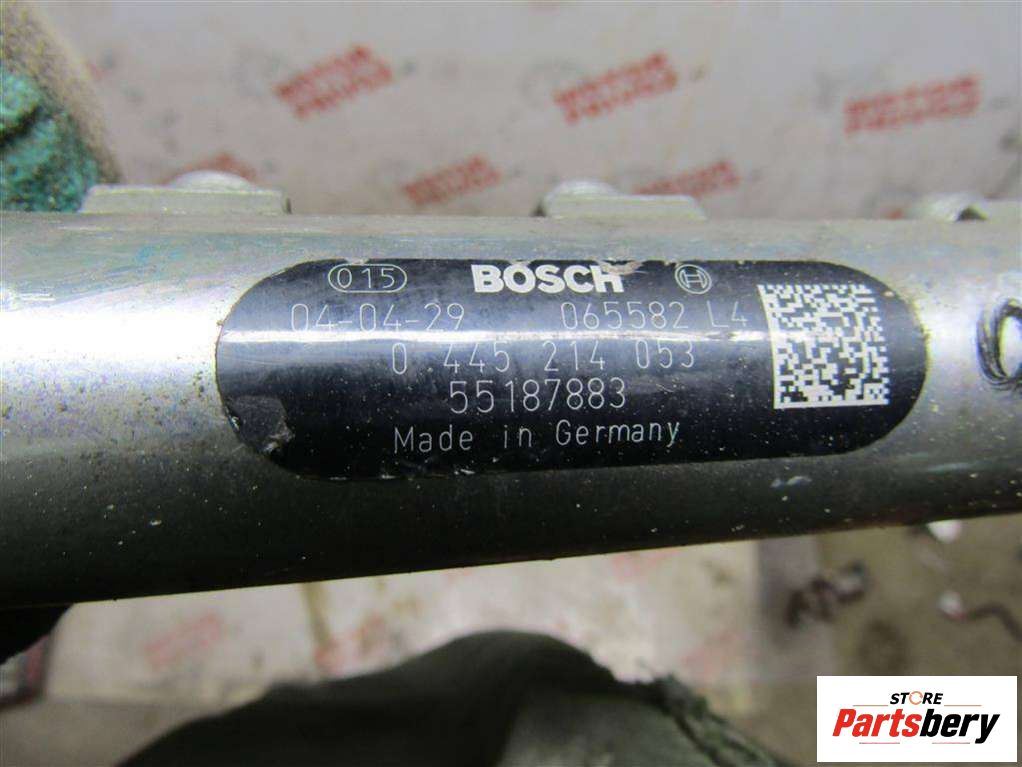 015 BOSCH
04-04-29 065582 L4
0 445 214 053
55187883
Made in Germany
STORE
Partsbery